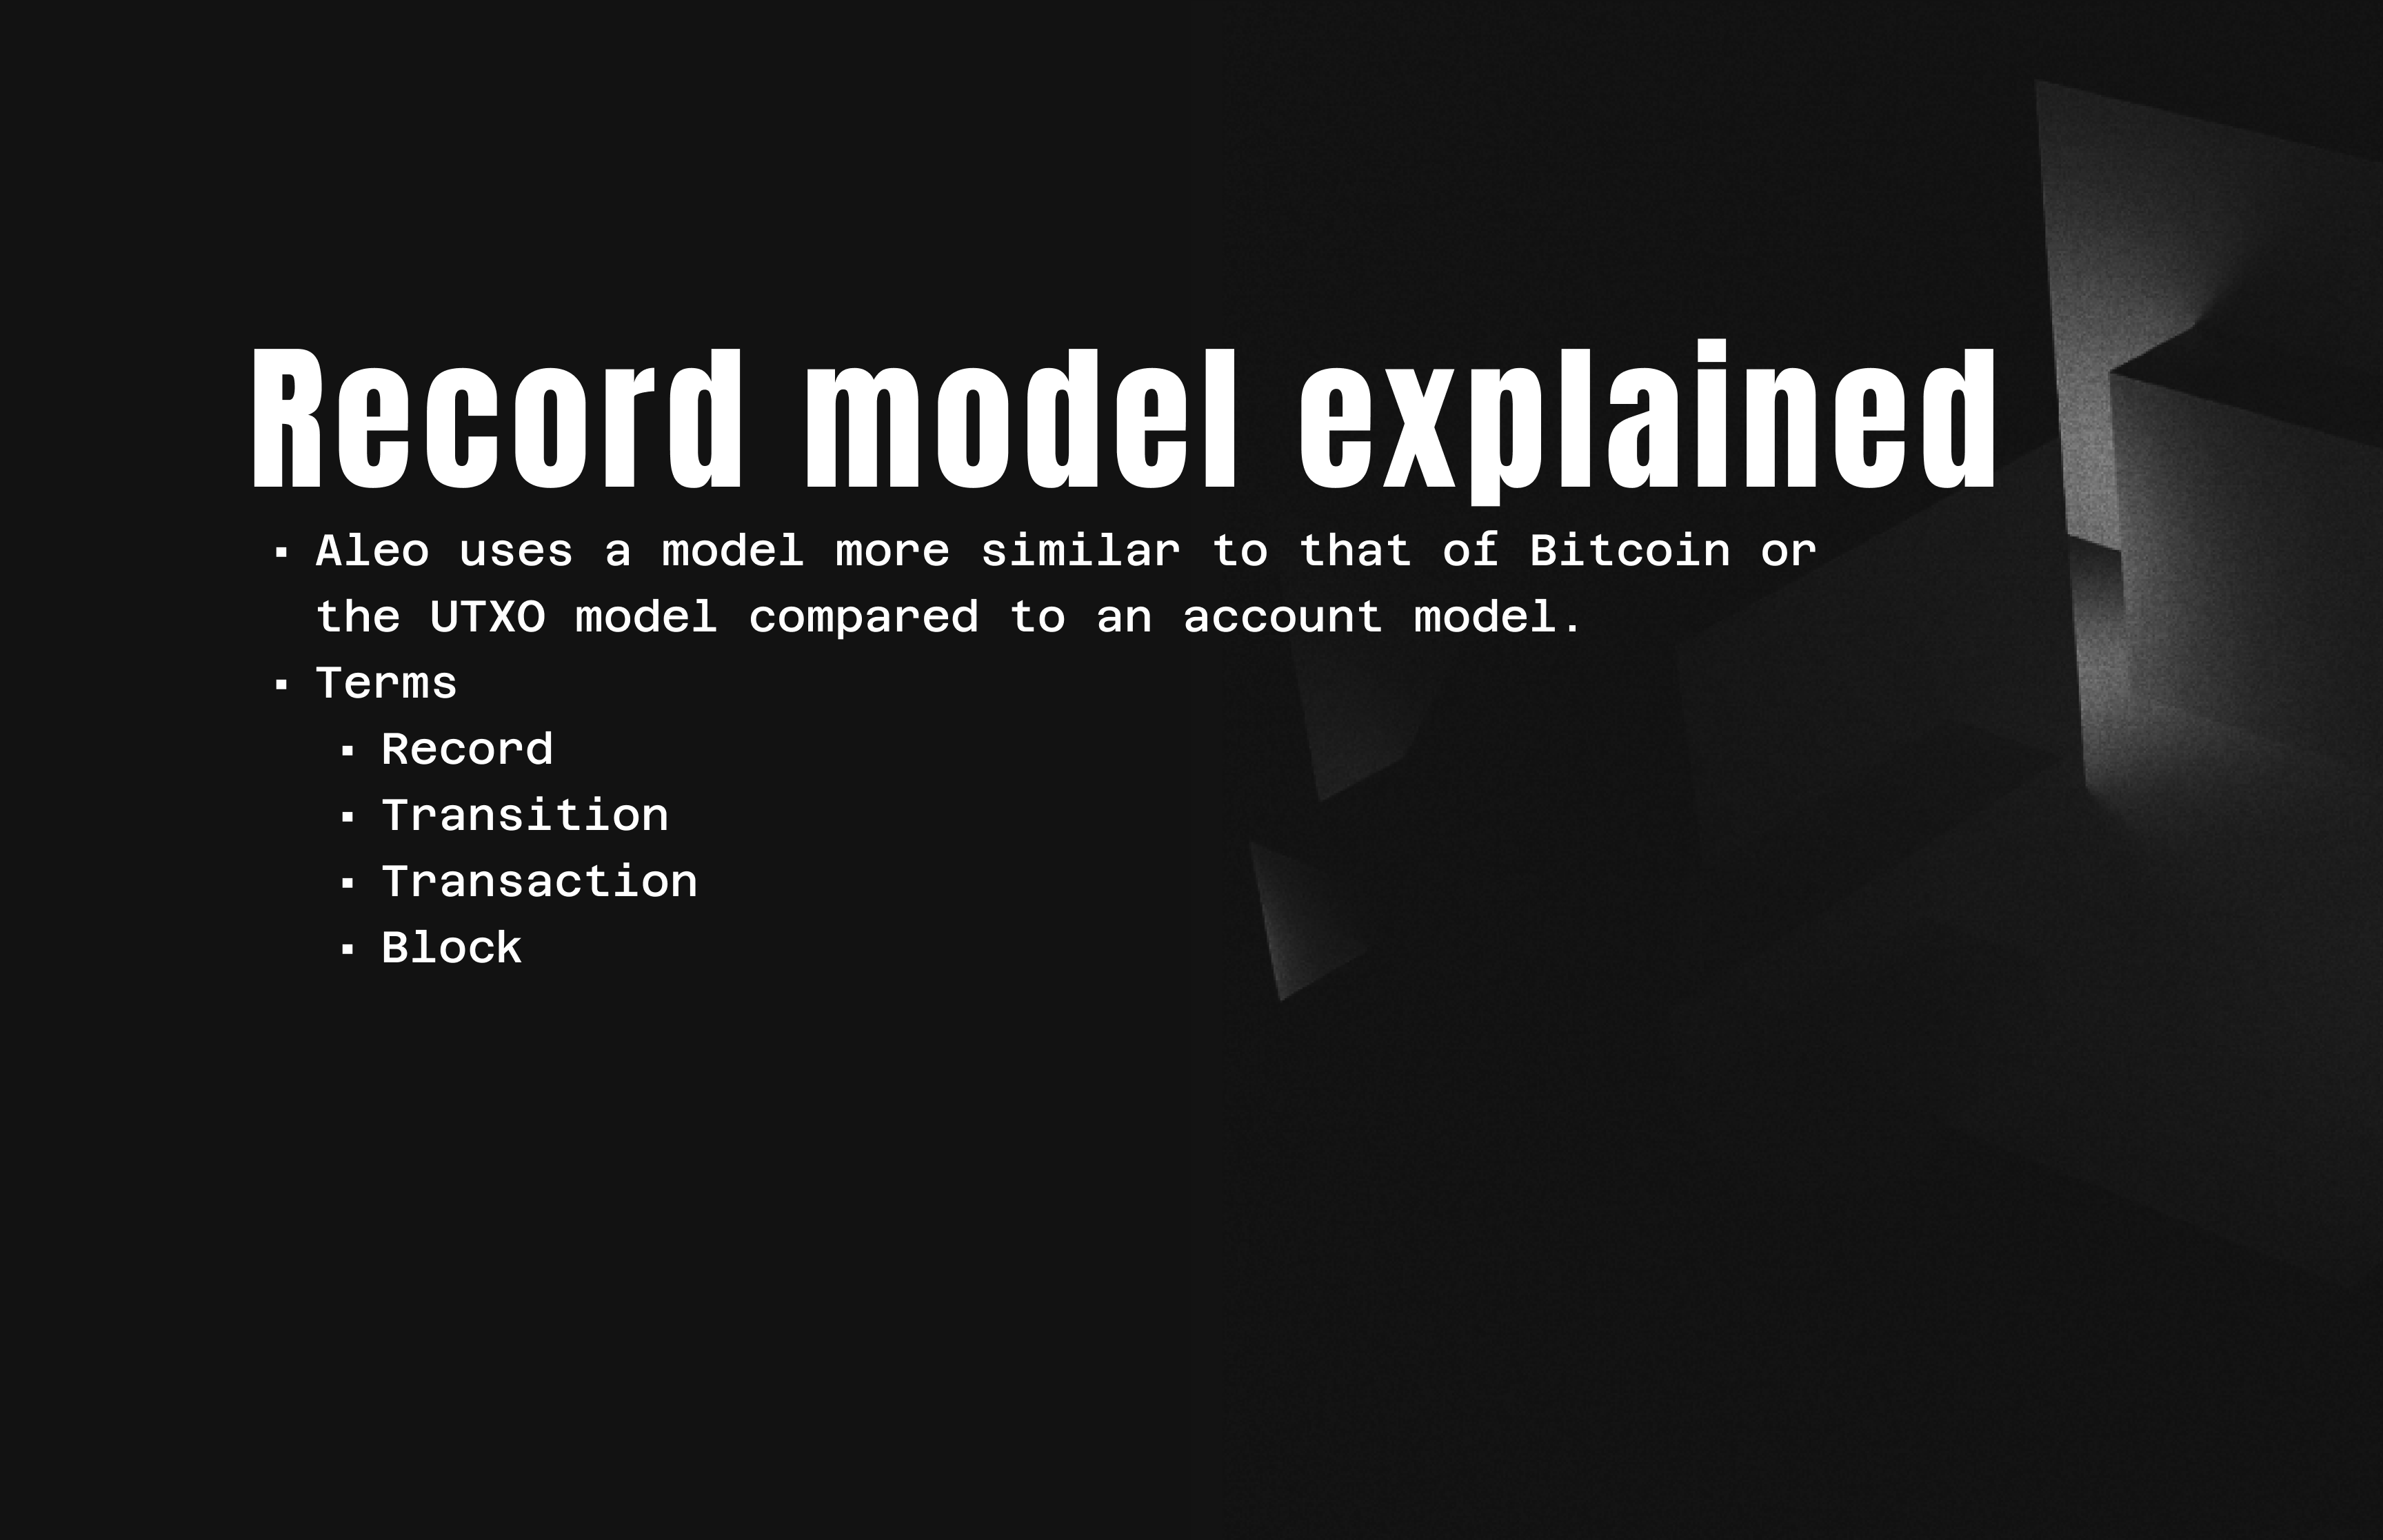 Record model explained
▪ Aleo uses a model more similar to that of Bitcoin or
the UTXO model compared to an account model.
▪ Terms
▪ Record
▪ Transition
▪ Transaction
▪ Block